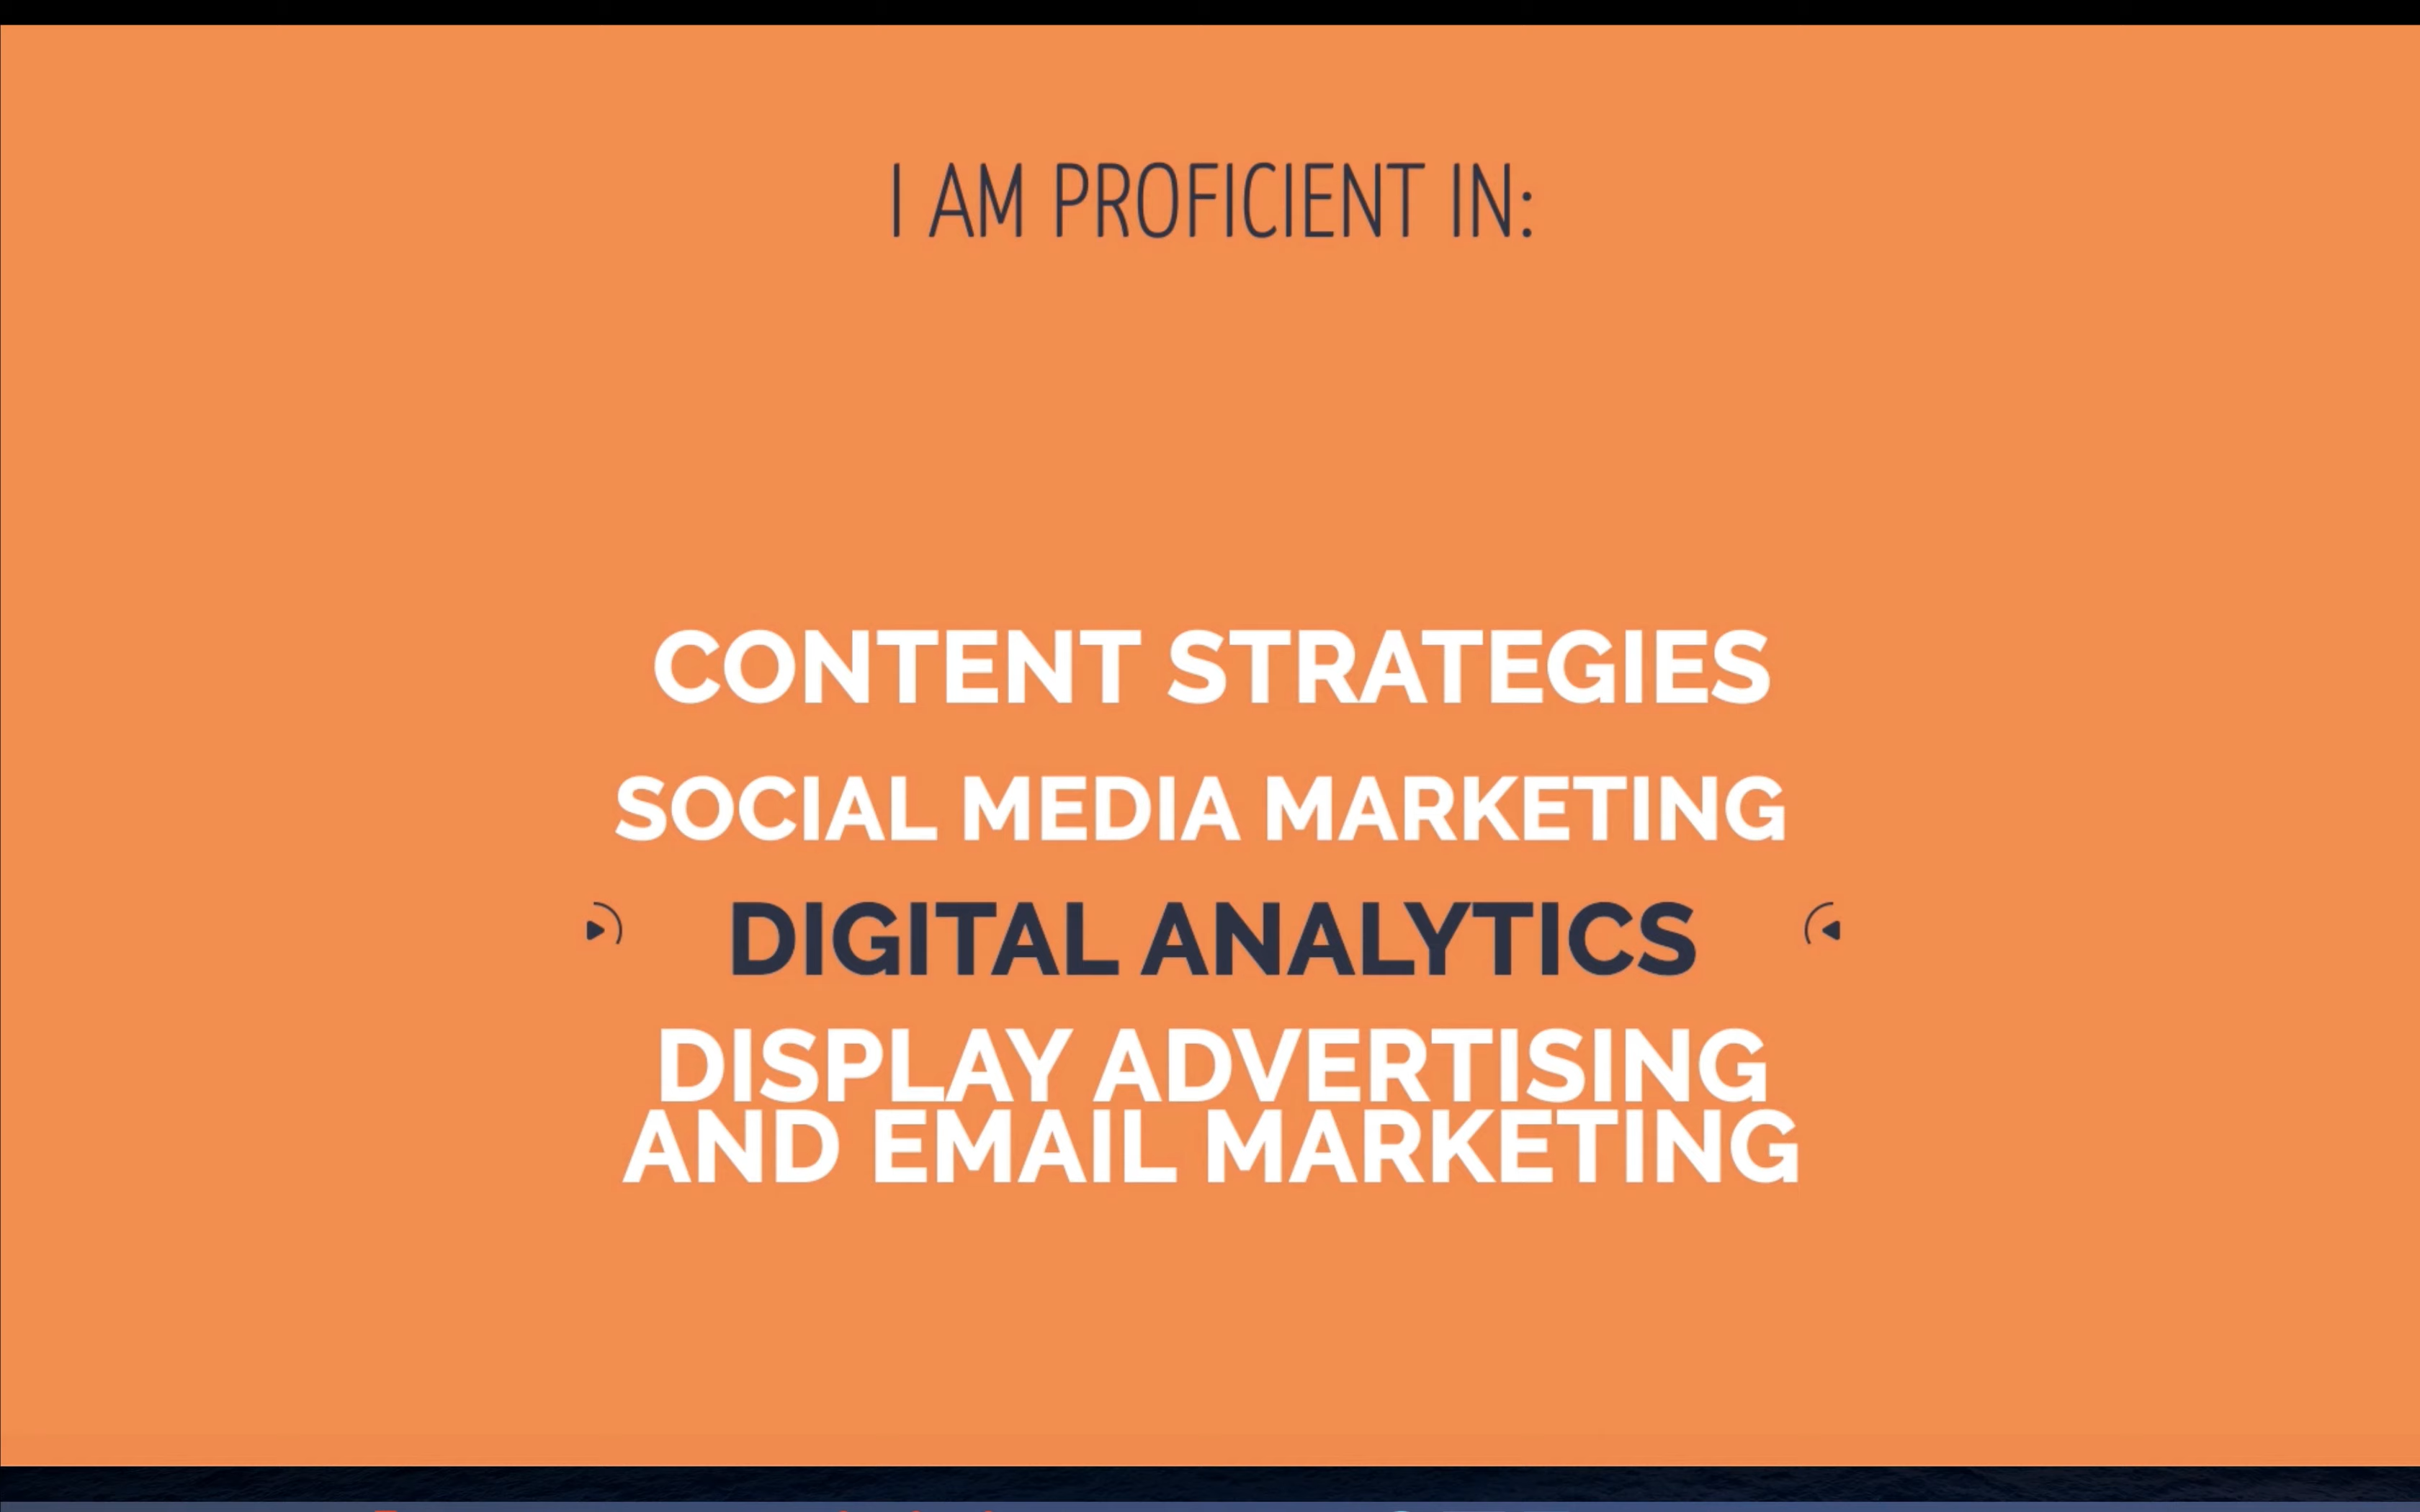 I AM PROFICIENT IN:
CONTENT STRATEGIES
SOCIAL MEDIA MARKETING
DIGITAL ANALYTICS
DISPLAY ADVERTISING
AND EMAIL MARKETING